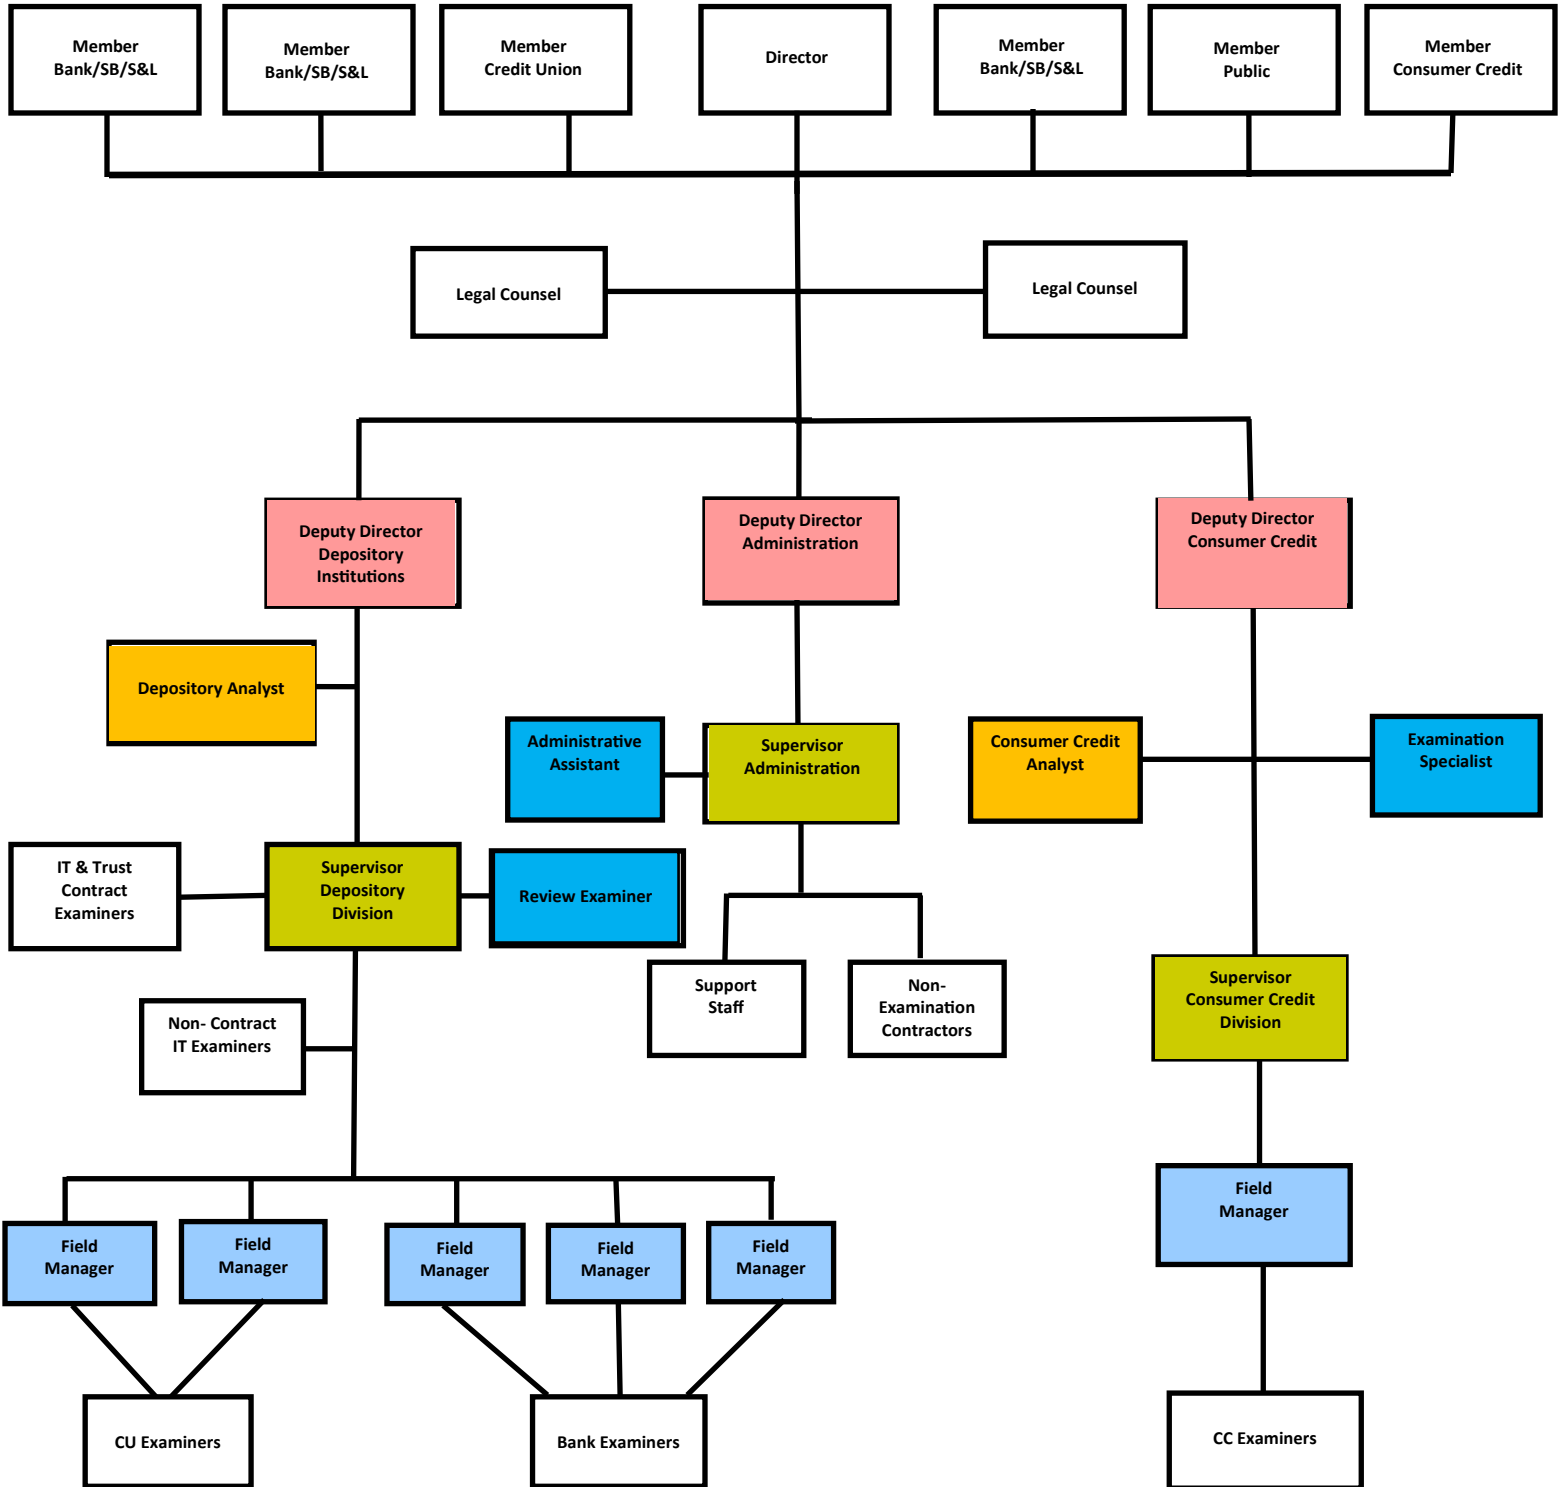 Member
Bank/SB/S&L
Member
Bank/SB/S&L
Member
Credit Union
Director
Member
Bank/SB/S&L
Member
Public
Member
Consumer Credit
Legal Counsel
Legal Counsel
Deputy Director
Depository
Institutions
Deputy Director
Administration
Deputy Director
Consumer Credit
Depository Analyst
Administrative
Assistant
Supervisor
Administration
Consumer Credit
Analyst
Examination
Specialist
IT & Trust
Contract
Examiners
Supervisor
Depository
Division
Review Examiner
Support
Staff
Non-
Examination
Contractors
Supervisor
Consumer Credit
Division
Non- Contract
IT Examiners
Field
Manager
Field
Manager
Field
Manager
Field
Manager
Field
Manager
Field
Manager
CU Examiners
Bank Examiners
CC Examiners